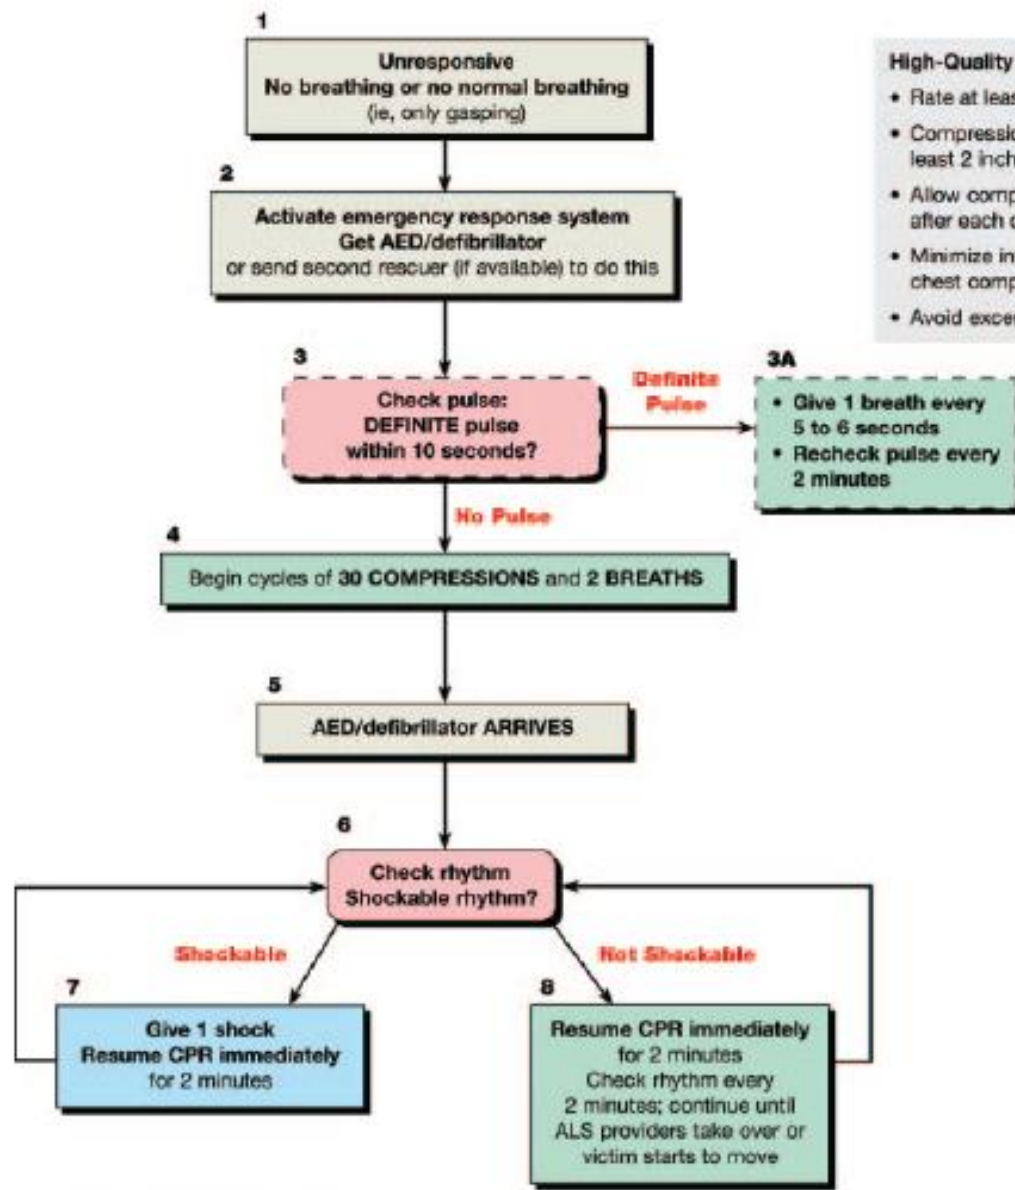 1
Unresponsive
No breathing or no normal breathing
(ie, only gasping)
High-Quality
• Rate at leas
• Compressio
least 2 inch
• Allow comp
after each c
• Minimize in
chest comp
• Avoid exce
2
Activate emergency response system
Get AED/defibrillator
or send second rescuer (if available) to do this
3
Check pulse:
DEFINITE pulse
within 10 seconds?
Definite
Pulse
3A
• Give 1 breath every
5 to 6 seconds
• Recheck pulse every
2 minutes
No Pulse
4
Begin cycles of 30 COMPRESSIONS and 2 BREATHS
5
AED/defibrillator ARRIVES
6
Check rhythm
Shockable rhythm?
Shockable
Not Shockable
7
Give 1 shock
Resume CPR immediately
for 2 minutes
8
Resume CPR immediately
for 2 minutes
Check rhythm every
2 minutes; continue until
ALS providers take over or
victim starts to move